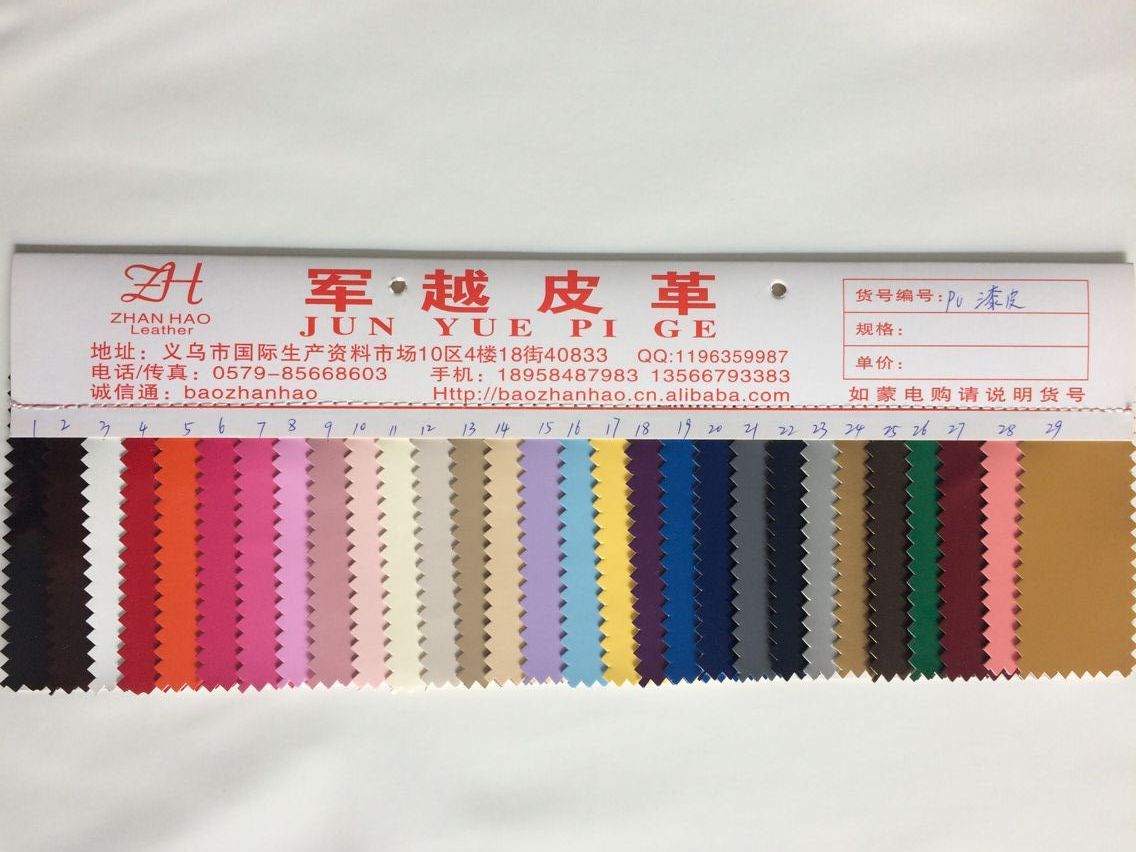 ZH
ZHAN HAO
Leather
军越皮革
JUN YUE PI GE
地址：义乌市国际生产资料市场10区4楼18街40833 QQ:1196359987
电话/传真：0579-85668603 手机：18958487983 13566793383
诚信通：baozhanhao Http://baozhanhao.cn.alibaba.com
货号编号：PU 漆皮
规格：
单价：
如蒙电购请说明货号
1 2 3 4 5 6 7 8 9 10 11 12 13 14 15 16 17 18 19 20 21 22 23 24 25 26 27 28 29